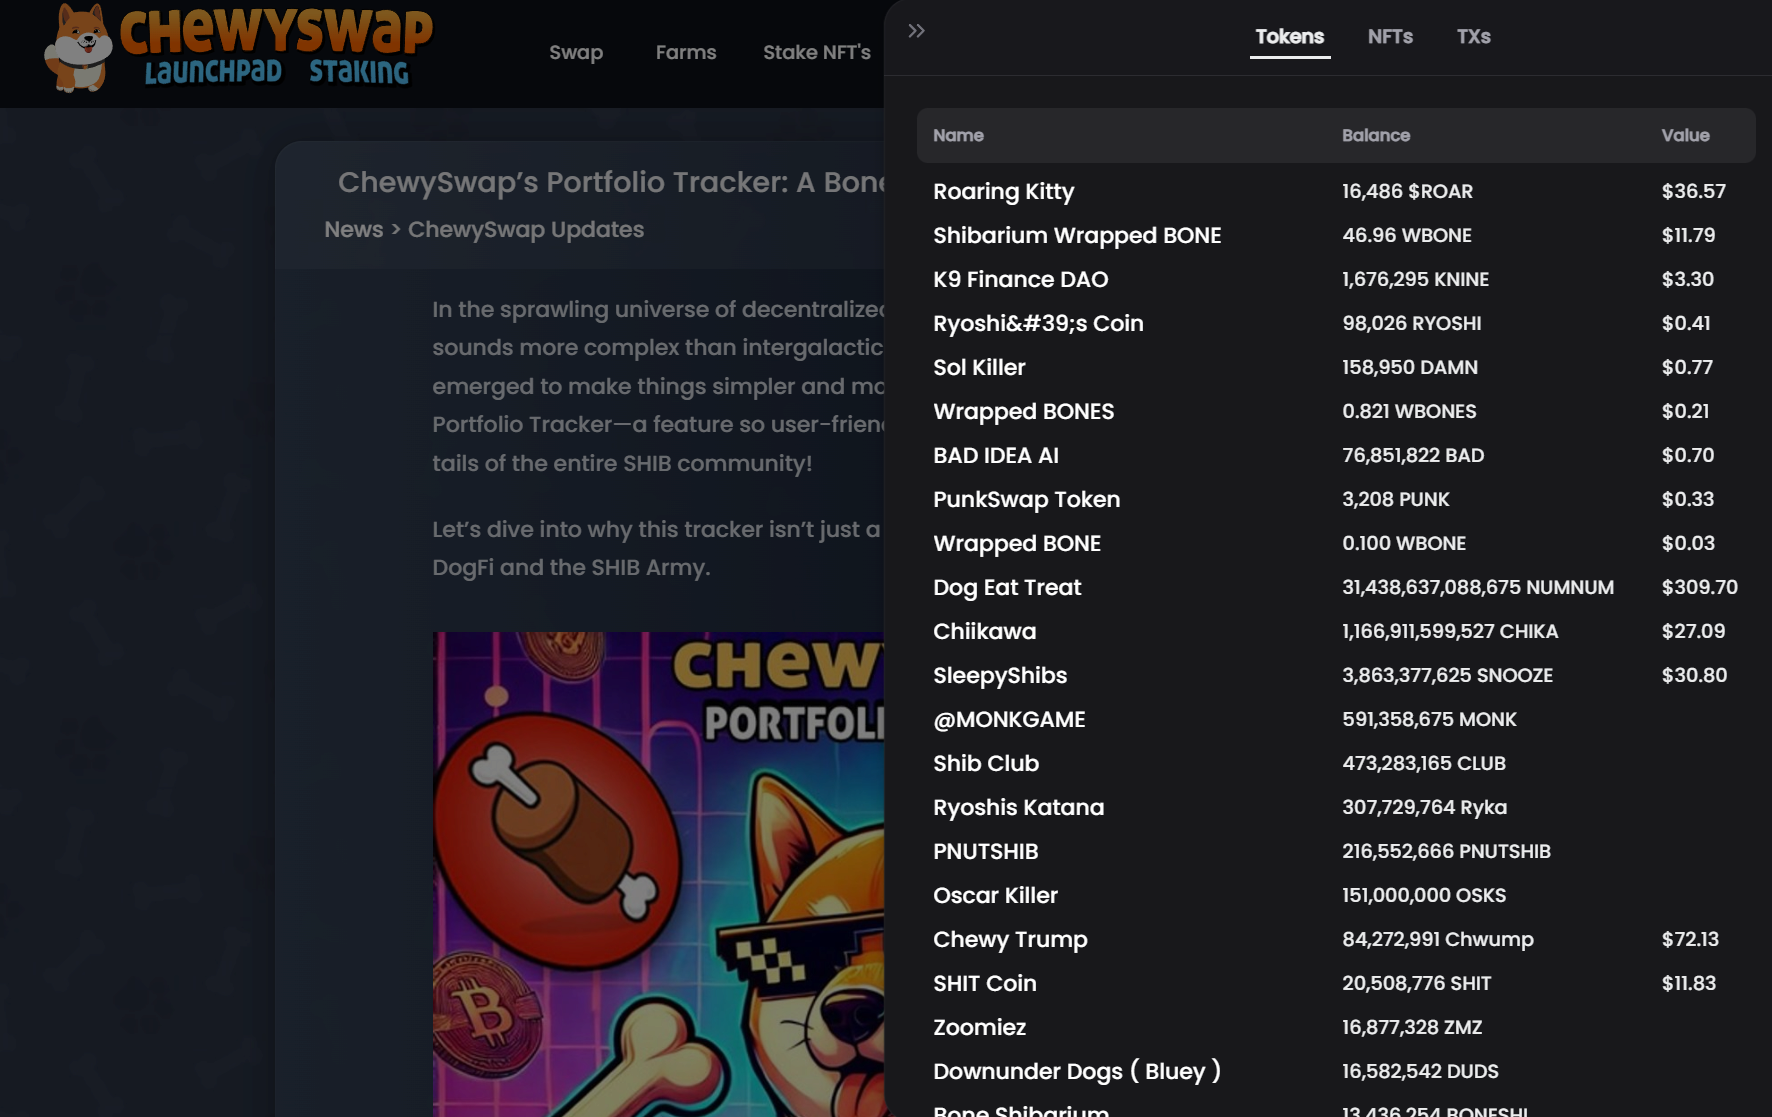 CHEWYSWAP
LAUNCHPAD STAKING
Swap
Farms
Stake NFT's
ChewySwap’s Portfolio Tracker: A Bone
News > ChewySwap Updates
In the sprawling universe of decentralized
sounds more complex than intergalactic
emerged to make things simpler and
Portfolio Tracker—a feature so
tails of the entire SHIB community!
Let’s dive into why this tracker isn’t just a
DogFi and the SHIB Army.
CHEWY
PORTFOLI
Tokens
NFTs
TXs
Name Balance Value
Roaring Kitty 16,486 $ROAR $36.57
Shibarium Wrapped BONE 46.96 WBONE $11.79
K9 Finance DAO 1,676,295 KNINE $3.30
Ryoshi&#39;s Coin 98,026 RYOSHI $0.41
Sol Killer 158,950 DAMN $0.77
Wrapped BONES 0.821 WBONES $0.21
BAD IDEA AI 76,851,822 BAD $0.70
PunkSwap Token 3,208 PUNK $0.33
Wrapped BONE 0.100 WBONE $0.03
Dog Eat Treat 31,438,637,088,675 NUMNUM $309.70
Chiikawa 1,166,911,599,527 CHIKA $27.09
SleepyShibs 3,863,377,625 SNOOZE $30.80
@MONKGAME 591,358,675 MONK
Shib Club 473,283,165 CLUB
Ryoshis Katana 307,729,764 Ryka
PNUTSHIB 216,552,666 PNUTSHIB
Oscar Killer 151,000,000 OSKS
Chewy Trump 84,272,991 Chwump $72.13
SHIT Coin 20,508,776 SHIT $11.83
Zoomiez 16,877,328 ZMZ
Downunder Dogs ( Bluey ) 16,582,542 DUDS
Bone Shibarium 13,436,254 BONESHI